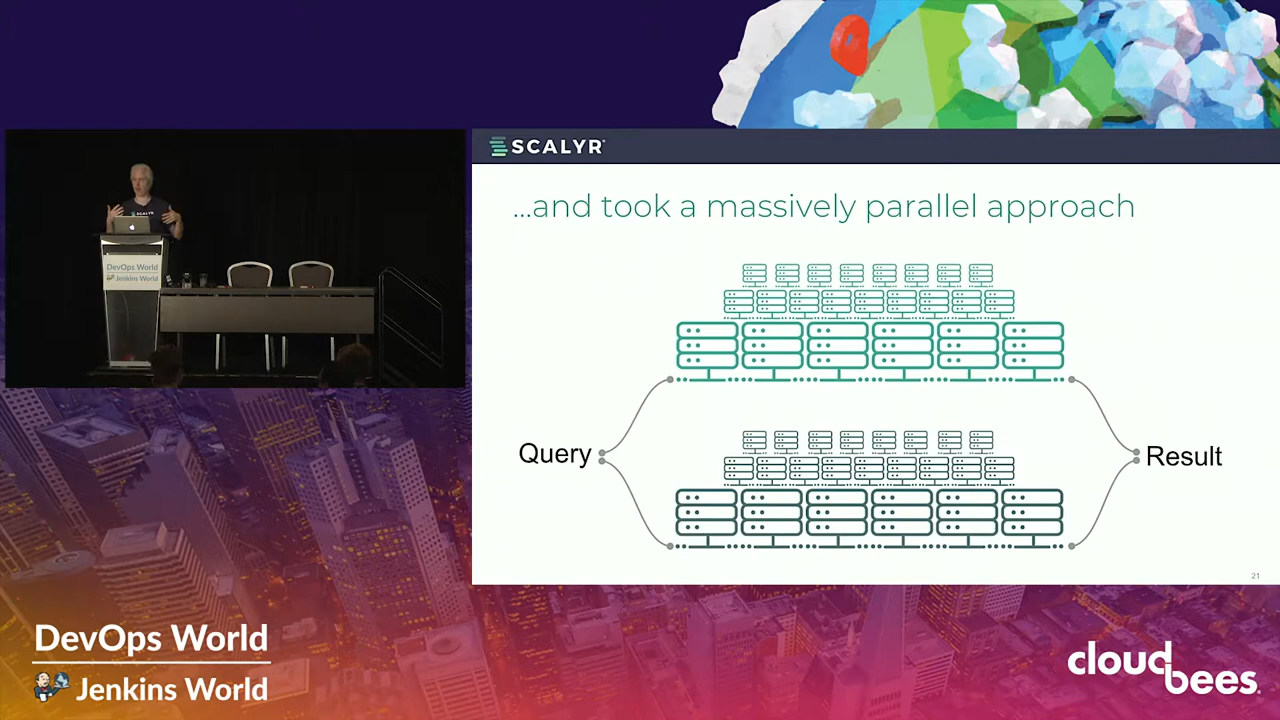 SCALYR
...and took a massively parallel approach
Query
Result
21
SCALYR
DevOps World
Jenkins World
DevOps World
Jenkins World
cloudbees